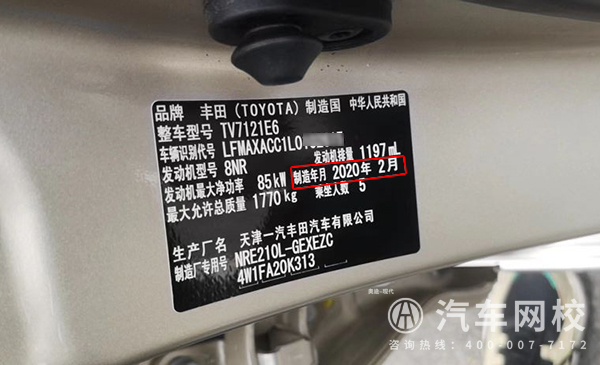 品牌 丰田 (TOYOTA) 制造国 中华人民共和国
整车型号 TV7121E6
车辆识别代号 LFMAXACC1L0
发动机型号 8NR 发动机排量 1197mL
发动机最大净功率 85kW 制造年月 2020年 2月
最大允许总质量 1770kg 乘坐人数 5
生产厂名 天津一汽丰田汽车有限公司
制造厂专用号 NRE210L-GEXEZC
4W1FA20K313
汽车网校
咨询热线：400-007-7172